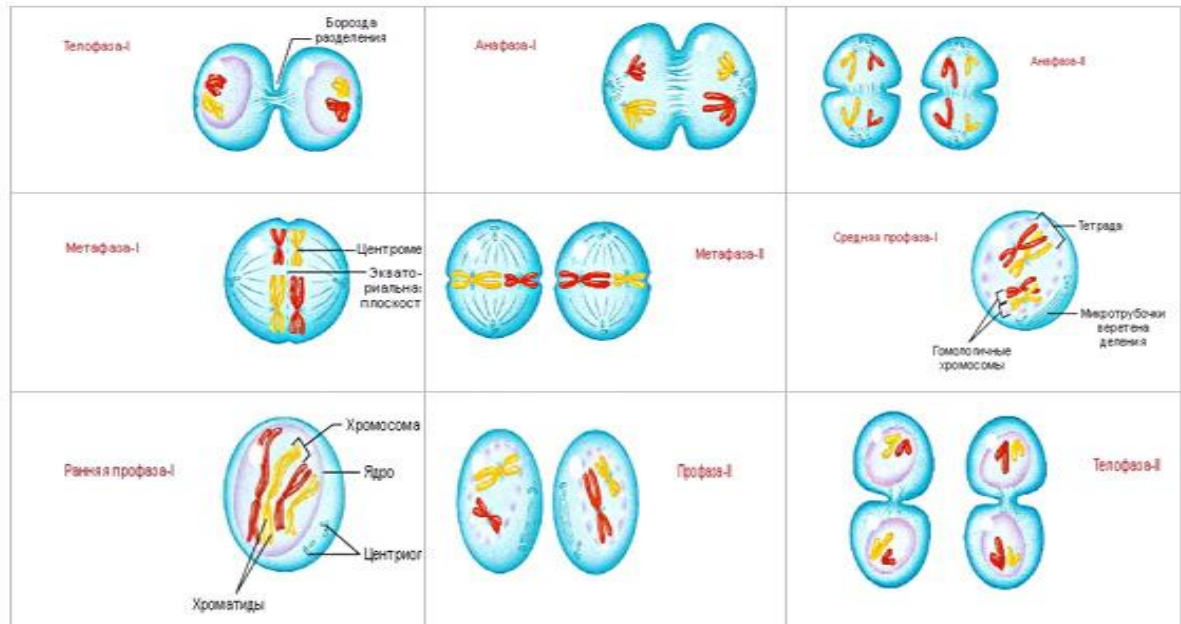 Телофаза-I
Борозда
разделения
Анафаза-I
Анафаза-II
Метафаза-I
Центроме
Эквато-
риальна:
плоскост
Метафаза-II
Средняя профаза-I
Тетрада
Микротрубочки
веретена
деления
Гомологичные
хромосомы
Ранняя профаза-I
Хромосома
Ядро
Центриог
Хроматиды
Профаза-II
Телофаза-II